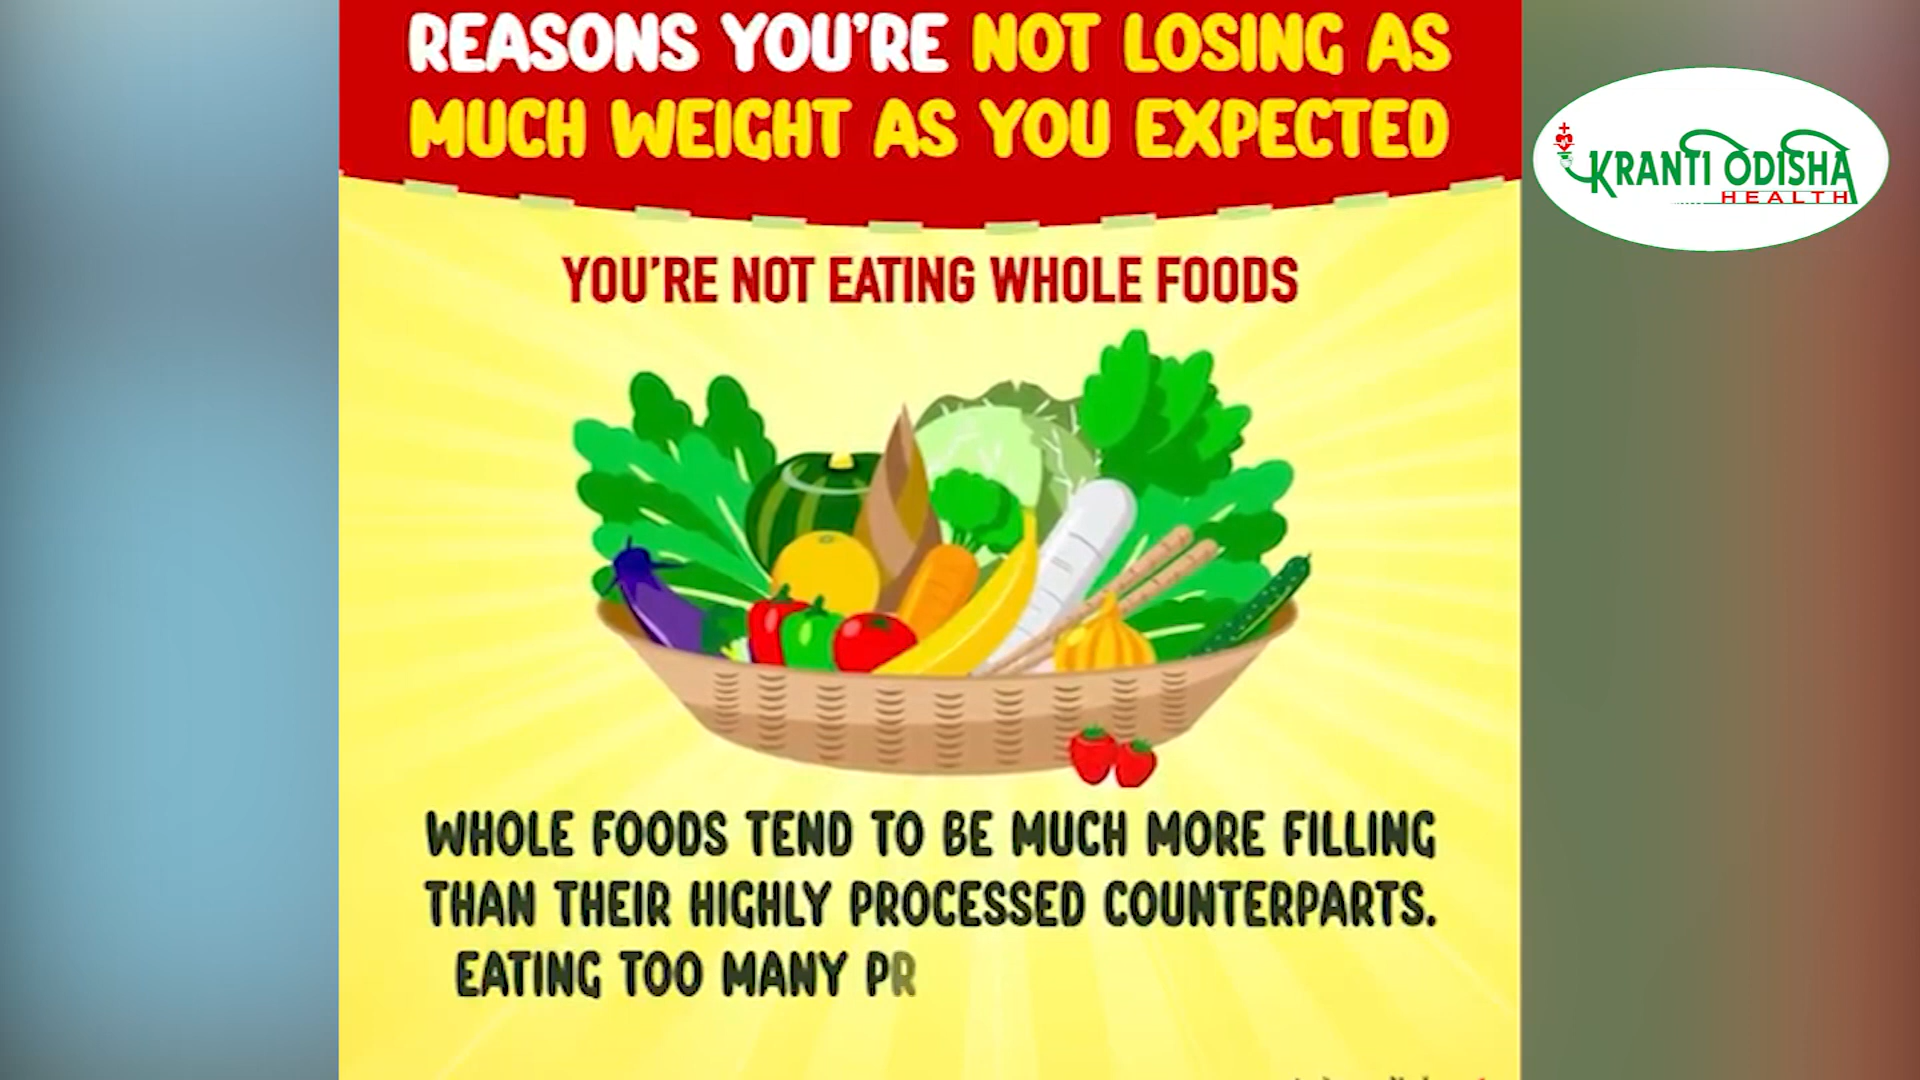 REASONS YOU'RE NOT LOSING AS
MUCH WEIGHT AS YOU EXPECTED
KRANTI ODISHA
HEALTH
YOU'RE NOT EATING WHOLE FOODS
WHOLE FOODS TEND TO BE MUCH MORE FILLING
THAN THEIR HIGHLY PROCESSED COUNTERPARTS.
EATING TOO MANY PR